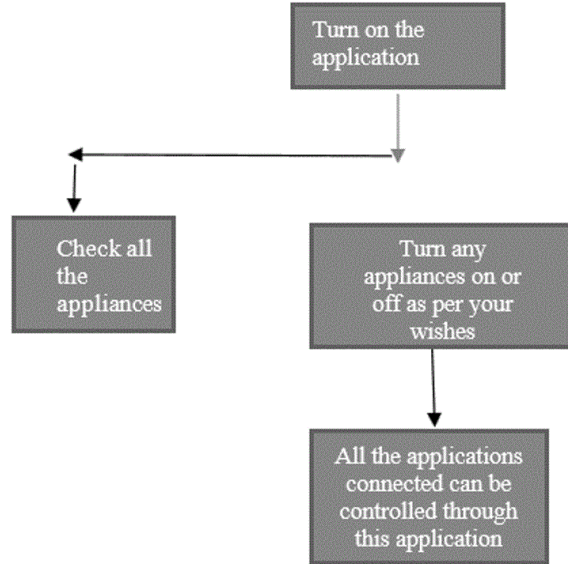 Turn on the
application
Check all
the
appliances
Turn any
appliances on or
off as per your
wishes
All the applications
connected can be
controlled through
this application